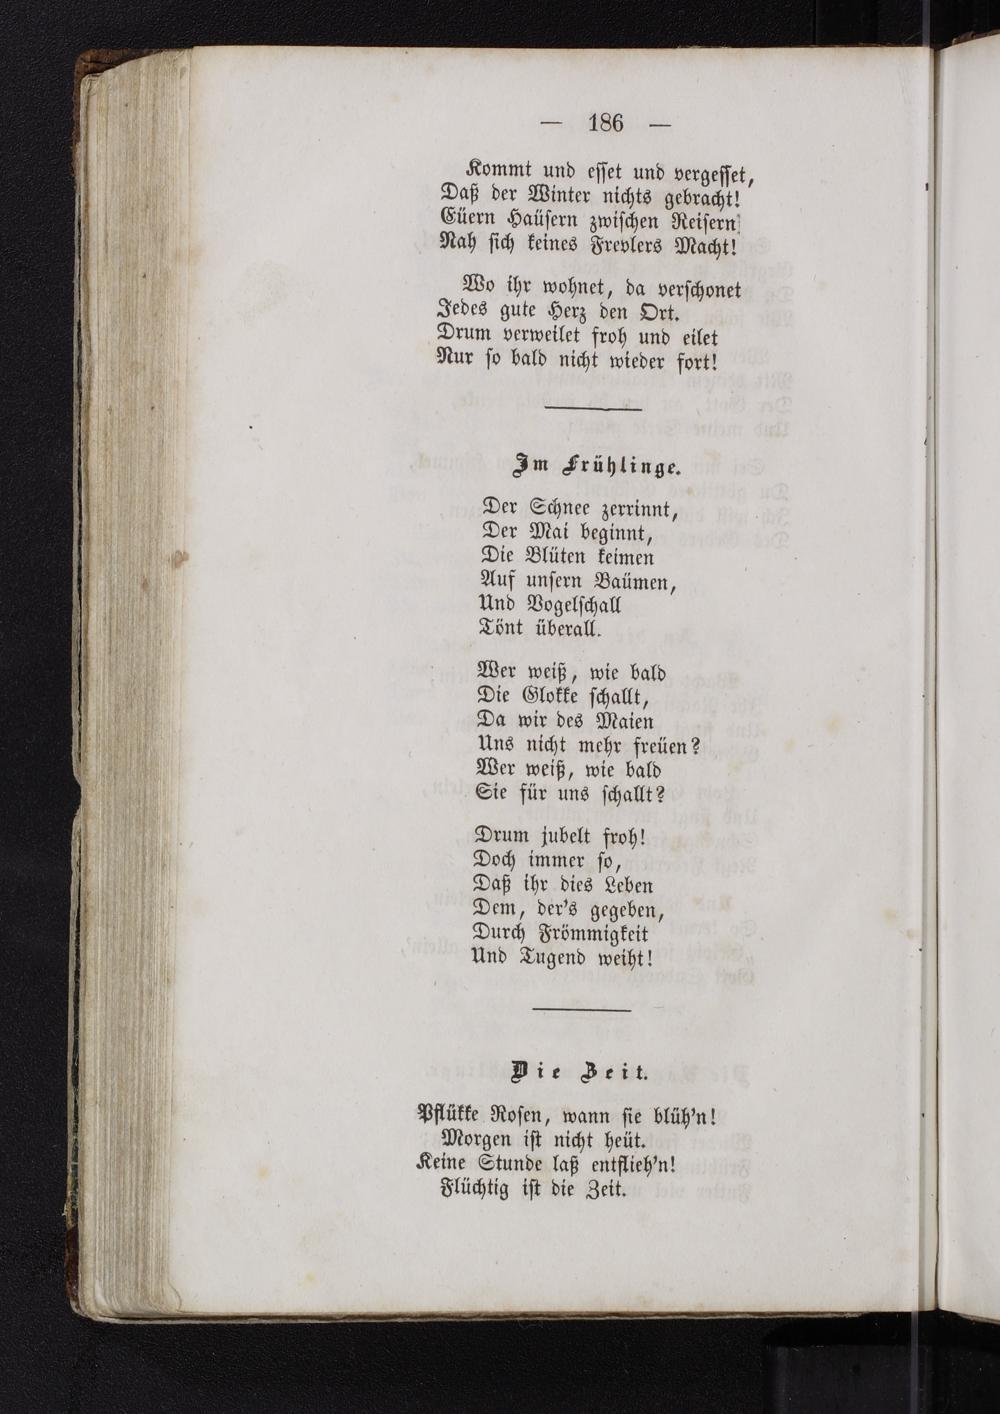 — 186 —
Kommt und esset und vergesset,
Daß der Winter nichts gebracht!
Eüern Haüsern zwischen Reisern
Nah sich keines Frevlers Macht!
Wo ihr wohnet, da verschonet
Jedes gute Herz den Ort.
Drum verweilet froh und eilet
Nur so bald nicht wieder fort!
Im Frühlinge.
Der Schnee zerrinnt,
Der Mai beginnt,
Die Blüten keimen
Auf unsern Baümen,
Und Vogelschall
Tönt überall.
Wer weiß, wie bald
Die Glokke schallt,
Da wir des Maien
Uns nicht mehr freüen?
Wer weiß, wie bald
Sie für uns schallt?
Drum jubelt froh!
Doch immer so,
Daß ihr dies Leben
Dem, der's gegeben,
Durch Frömmigkeit
Und Tugend weiht!
Die Zeit.
Pflükke Rosen, wann sie blüh'n!
Morgen ist nicht heüt.
Keine Stunde laß entflieh'n!
Flüchtig ist die Zeit.